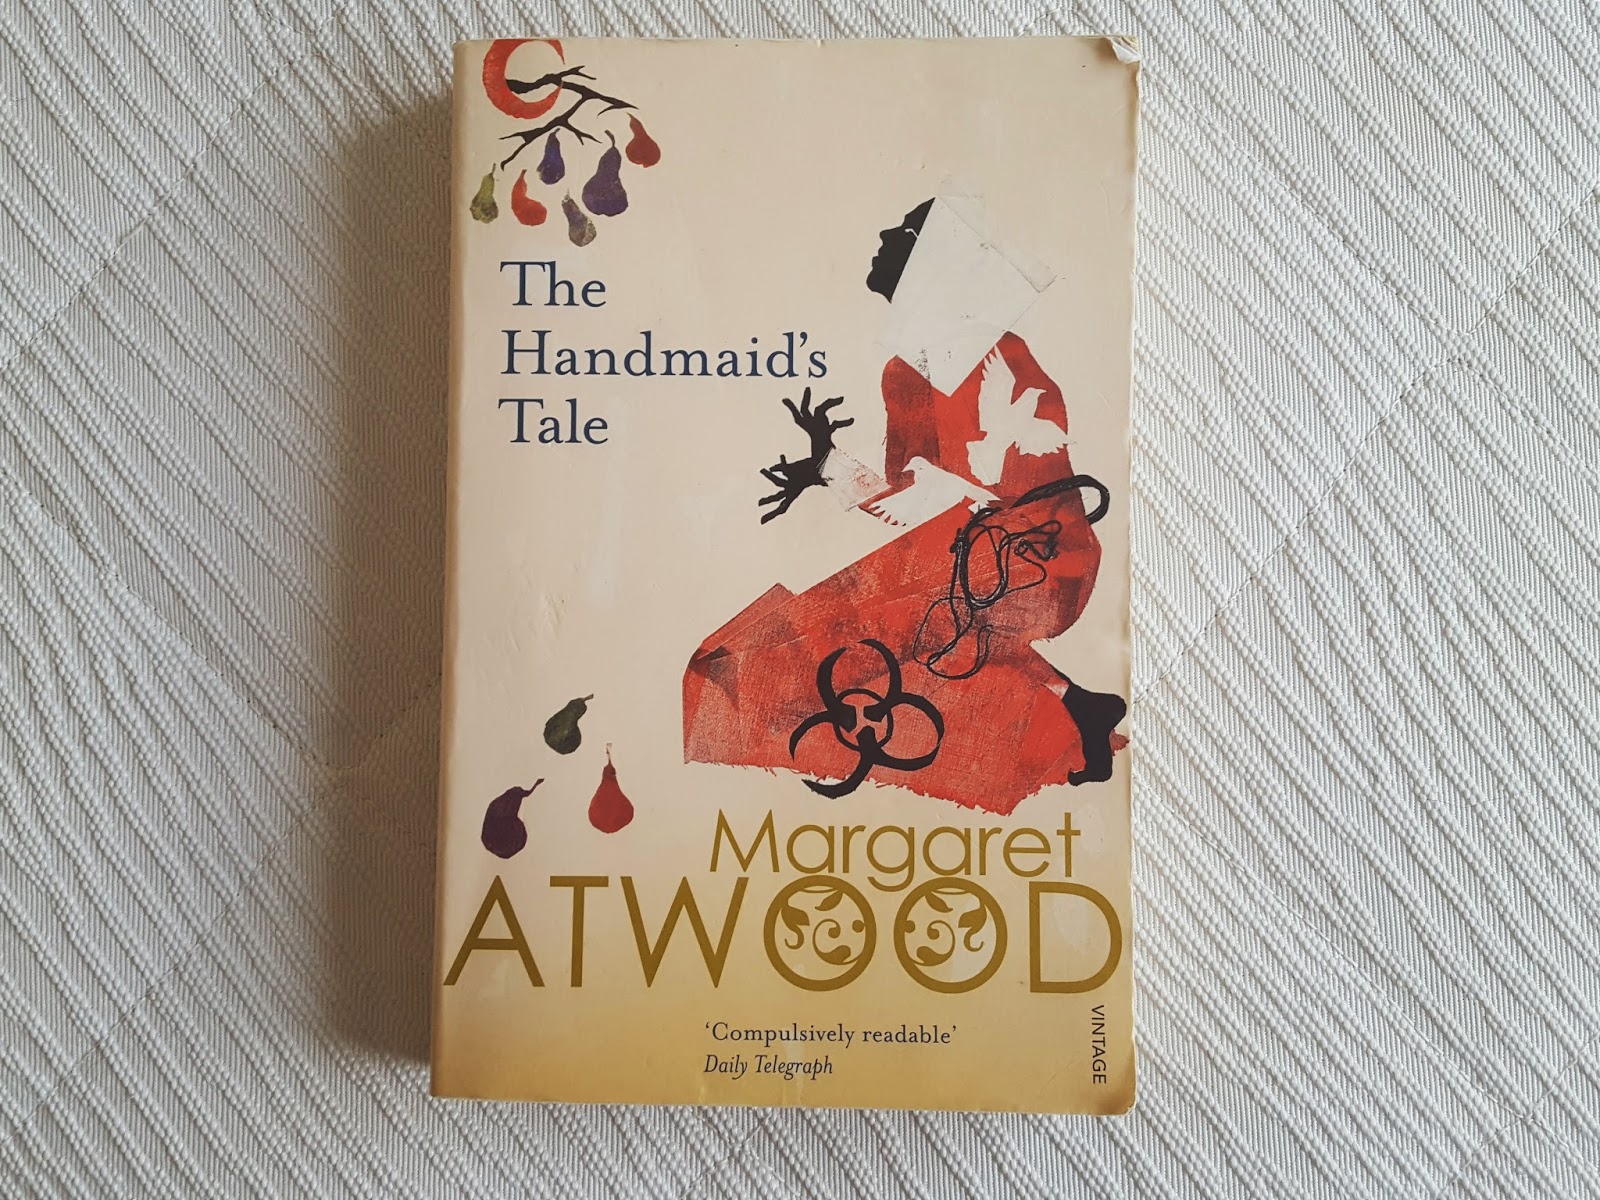 The
Handmaid's
Tale
Margaret
ATWOOD
‘Compulsively readable’
Daily Telegraph
VINTAGE